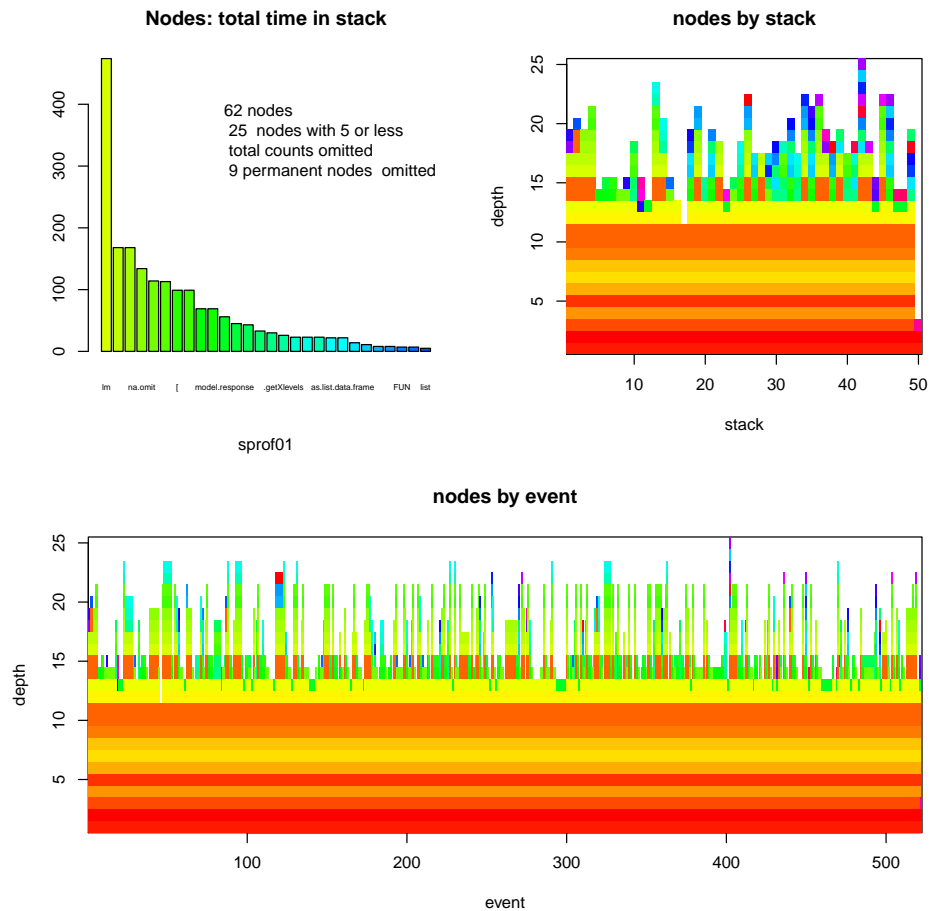 Nodes: total time in stack
0 100 200 300 400
62 nodes
25 nodes with 5 or less
total counts omitted
9 permanent nodes omitted
lm na.omit [ model.response .getXlevels as.list.data.frame FUN list
sprof01
nodes by stack
depth
5 10 15 20 25
10 20 30 40 50
stack
nodes by event
depth
5 10 15 20 25
100 200 300 400 500
event